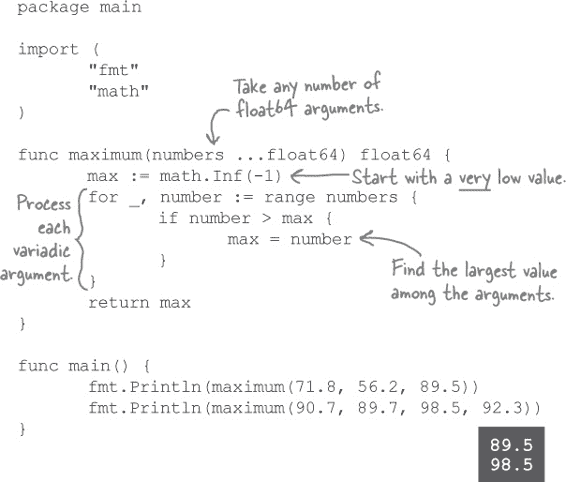 package main
import (
"fmt"
"math"
)
Take any number of
float64 arguments.
func maximum(numbers ...float64) float64 {
max := math.Inf(-1)
Start with a very low value.
for _, number := range numbers {
Process
each
variadic
argument.
if number > max {
max = number
}
Find the largest value
among the arguments.
}
return max
}
func main() {
fmt.Println(maximum(71.8, 56.2, 89.5))
fmt.Println(maximum(90.7, 89.7, 98.5, 92.3))
}
89.5
98.5